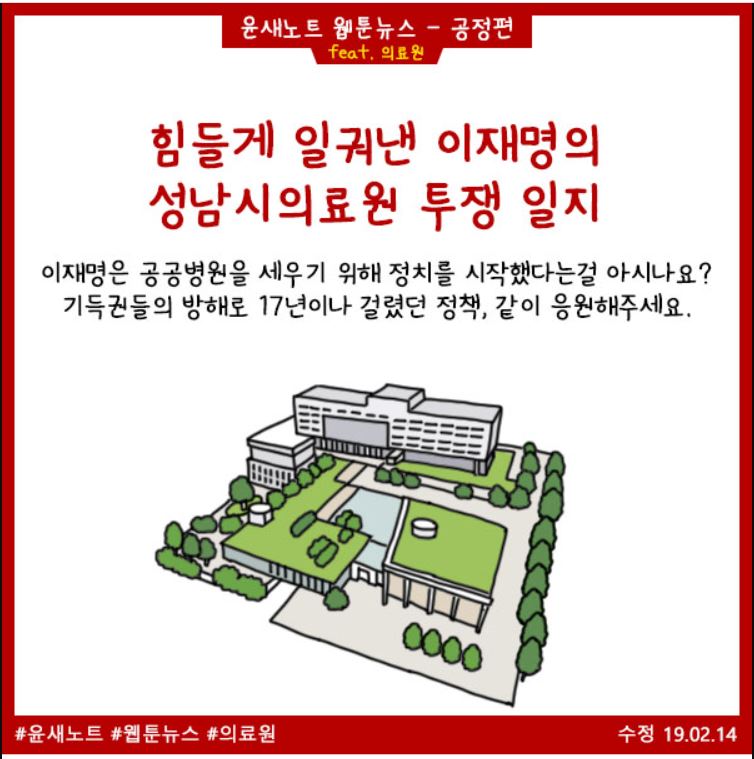 윤새노트 웹툰뉴스 - 공정편
feat. 의료원
힘들게 일궈낸 이재명의
성남시의료원 투쟁 일지
이재명은 공공병원을 세우기 위해 정치를 시작했다는걸 아시나요?
기득권들의 방해로 17년이나 걸렸던 정책, 같이 응원해주세요.
#윤새노트 #웹툰뉴스 #의료원
수정 19.02.14